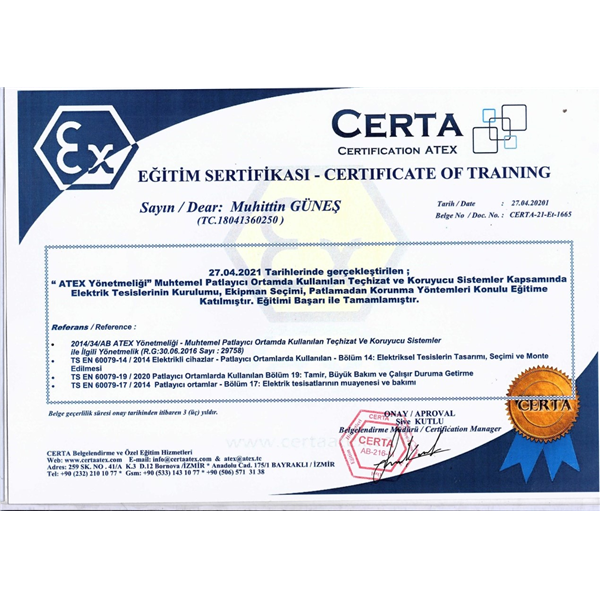 Ex
CERTA
CERTIFICATION ATEX
EĞİTİM SERTİFİKASI - CERTIFICATE OF TRAINING
Sayın / Dear: Muhittin GÜNEŞ
(TC.18041360250 )
Tarih / Date : 27.04.20201
Belge No / Doc. No. : CERTA-21-Et-1665
27.04.2021 Tarihlerinde gerçekleştirilen ;
“ ATEX Yönetmeliği” Muhtemel Patlayıcı Ortamda Kullanılan Teçhizat ve Koruyucu Sistemler Kapsamında
Elektrik Tesislerinin Kurulumu, Ekipman Seçimi, Patlamadan Korunma Yöntemleri Konulu Eğitime
Katılmıştır. Eğitimi Başarı ile Tamamlamıştır.
Referans / Reference :
• 2014/34/AB ATEX Yönetmeliği - Muhtemel Patlayıcı Ortamda Kullanılan Teçhizat Ve Koruyucu Sistemler
ile İlgili Yönetmelik (R.G:30.06.2016 Sayı : 29758)
• TS EN 60079-14 / 2014 Elektrikli cihazlar - Patlayıcı Ortamlarda Kullanılan - Bölüm 14: Elektriksel Tesislerin Tasarımı, Seçimi ve Monte
Edilmesi
• TS EN 60079-19 / 2020 Patlayıcı Ortamlarda Kullanılan Bölüm 19: Tamir, Büyük Bakım ve Çalışır Duruma Getirme
• TS EN 60079-17 / 2014 Patlayıcı ortamlar - Bölüm 17: Elektrik tesisatlarının muayenesi ve bakımı
Belge geçerlilik süresi onay tarihinden itibaren 3 (üç) yıldır.
ONAY / APROVAL
Şive KUTLU
Belgelendirme Müdürü / Certification Manager
CERTA
CERTA
AB-218-
CERTA
www.certaa
CERTA Belgelendirme ve Özel Eğitim Hizmetleri
Web: www.certaatex.com E-mail: info@certaatex.com & atex@atex.tc
Adres: 259 SK. NO . 41/A K.3 D.12 Bornova /İZMİR * Anadolu Cad. 175/1 BAYRAKLI / İZMİR
Tel: +90 (232) 210 10 77 - Gsm: +90 (533) 143 10 77 * +90 (506) 571 31 38